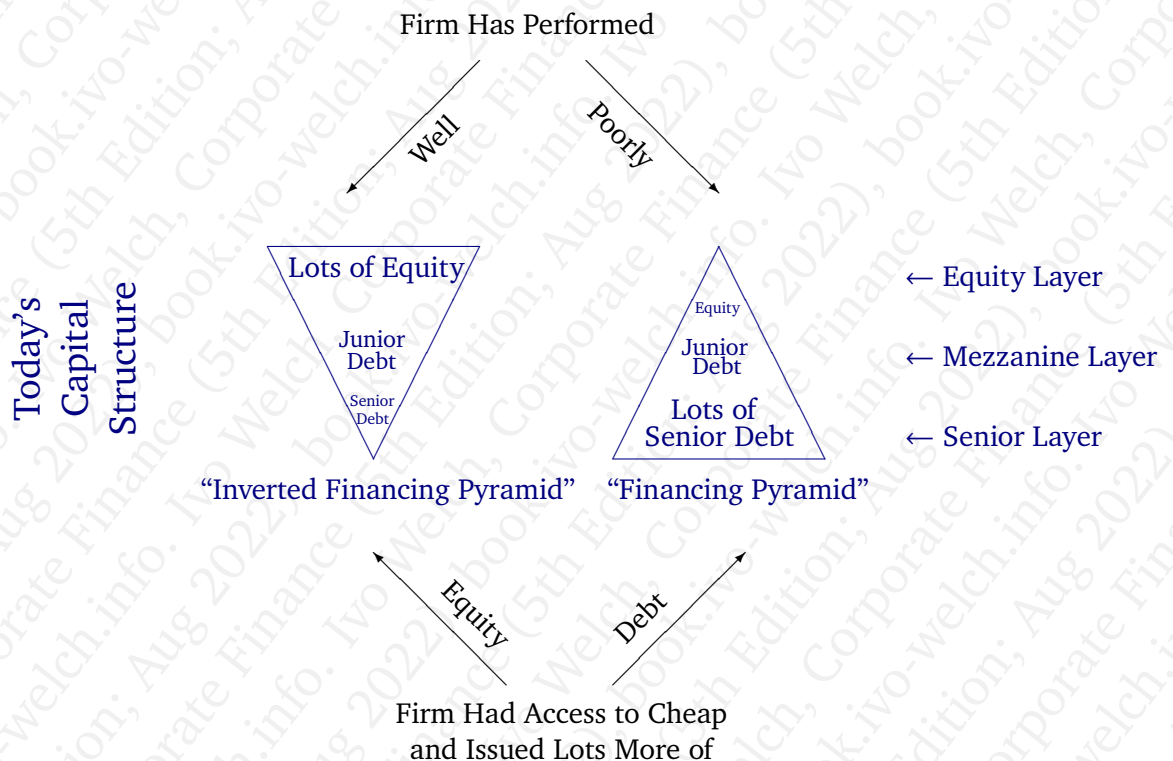 Firm Has Performed
Well
Poorly
Today's
Capital
Structure
Lots of Equity
Junior
Debt
Senior
Debt
Equity
Junior
Debt
Lots of
Senior Debt
← Equity Layer
← Mezzanine Layer
← Senior Layer
“Inverted Financing Pyramid”
“Financing Pyramid”
Equity
Debt
Firm Had Access to Cheap
and Issued Lots More of